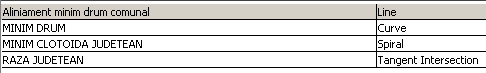 Aliniament minim drum comunal Line
MINIM DRUM Curve
MINIM CLOTOIDA JUDETEAN Spiral
RAZA JUDETEAN Tangent Intersection